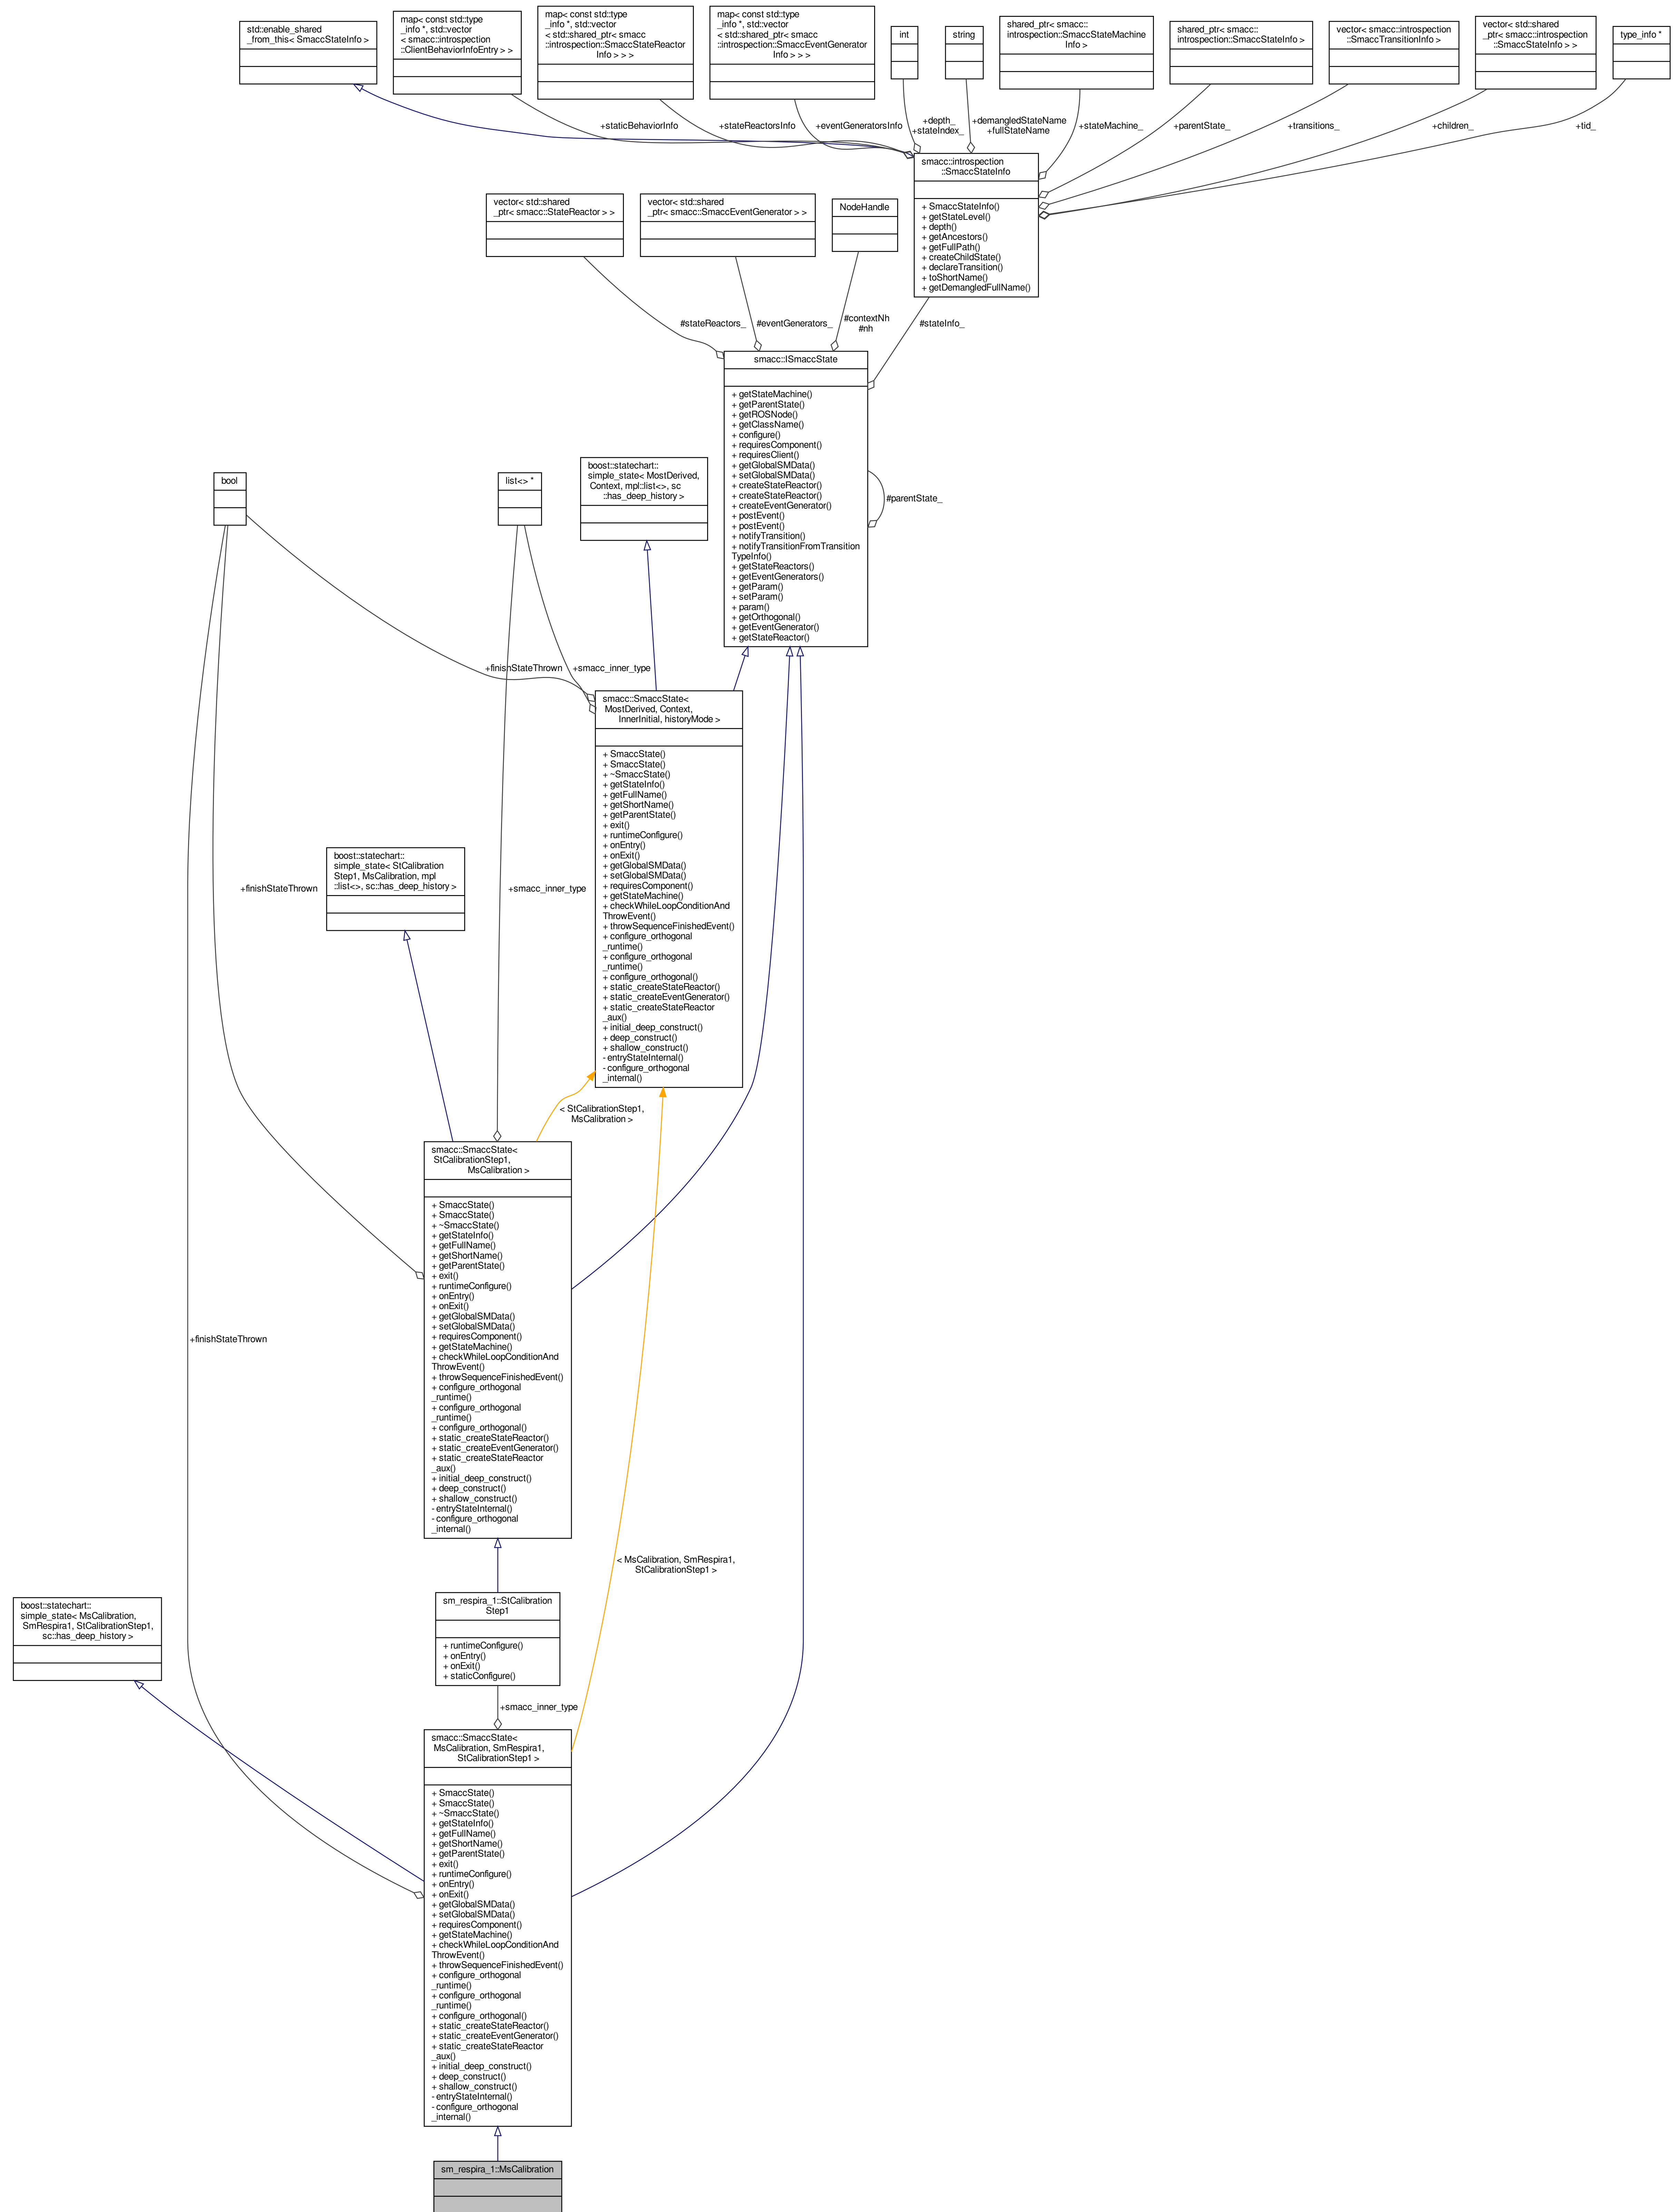 std::enable_shared
_from_this< SmaccStateInfo >
map< const std::type
_info *, std::vector
< smacc::introspection
::ClientBehaviorInfoEntry > >
map< const std::type
_info *, std::vector
< std::shared_ptr< smacc
::introspection::SmaccStateReactor
Info > > >
map< const std::type
_info *, std::vector
< std::shared_ptr< smacc
::introspection::SmaccEventGenerator
Info > > >
int
string
shared_ptr< smacc::
introspection::SmaccStateMachine
Info >
shared_ptr< smacc::
introspection::SmaccStateInfo >
vector< smacc::introspection
::SmaccTransitionInfo >
vector< std::shared
_ptr< smacc::introspection
::SmaccStateInfo > >
type_info *
+staticBehaviorInfo
+stateReactorsInfo
+eventGeneratorsInfo
+depth_
+stateIndex_
+demangledStateName
+fullStateName
+stateMachine_
+parentState_
+transitions_
+children_
+tid_
smacc::introspection
::SmaccStateInfo
+ SmaccStateInfo()
+ getStateLevel()
+ depth()
+ getAncestors()
+ getFullPath()
+ createChildState()
+ declareTransition()
+ toShortName()
+ getDemangledFullName()
vector< std::shared
_ptr< smacc::StateReactor > >
vector< std::shared
_ptr< smacc::SmaccEventGenerator > >
NodeHandle
#stateReactors_
#eventGenerators_
#contextNh
#nh
#stateInfo_
smacc::ISmaccState
+ getStateMachine()
+ getParentState()
+ getROSNode()
+ getClassName()
+ configure()
+ requiresComponent()
+ requiresClient()
+ getGlobalSMData()
+ setGlobalSMData()
+ createStateReactor()
+ createStateReactor()
+ createEventGenerator()
+ postEvent()
+ postEvent()
+ notifyTransition()
+ notifyTransitionFromTransition
TypeInfo()
+ getStateReactors()
+ getEventGenerators()
+ getParam()
+ setParam()
+ param()
+ getOrthogonal()
+ getEventGenerator()
+ getStateReactor()
#parentState_
bool
list<> *
boost::statechart::
simple_state< MostDerived,
Context, mpl::list<>, sc
::has_deep_history >
+finishStateThrown
+smacc_inner_type
smacc::SmaccState<
MostDerived, Context,
InnerInitial, historyMode >
+ SmaccState()
+ SmaccState()
+ ~SmaccState()
+ getStateInfo()
+ getFullName()
+ getShortName()
+ getParentState()
+ exit()
+ runtimeConfigure()
+ onEntry()
+ onExit()
+ getGlobalSMData()
+ setGlobalSMData()
+ requiresComponent()
+ getStateMachine()
+ checkWhileLoopConditionAnd
ThrowEvent()
+ throwSequenceFinishedEvent()
+ configure_orthogonal
_runtime()
+ configure_orthogonal
_runtime()
+ configure_orthogonal()
+ static_createStateReactor()
+ static_createEventGenerator()
+ static_createStateReactor
_aux()
+ initial_deep_construct()
+ deep_construct()
+ shallow_construct()
- entryStateInternal()
- configure_orthogonal
_internal()
boost::statechart::
simple_state< StCalibration
Step1, MsCalibration, mpl
::list<>, sc::has_deep_history >
+finishStateThrown
+smacc_inner_type
< StCalibrationStep1,
MsCalibration >
smacc::SmaccState<
StCalibrationStep1,
MsCalibration >
+ SmaccState()
+ SmaccState()
+ ~SmaccState()
+ getStateInfo()
+ getFullName()
+ getShortName()
+ getParentState()
+ exit()
+ runtimeConfigure()
+ onEntry()
+ onExit()
+ getGlobalSMData()
+ setGlobalSMData()
+ requiresComponent()
+ getStateMachine()
+ checkWhileLoopConditionAnd
ThrowEvent()
+ throwSequenceFinishedEvent()
+ configure_orthogonal
_runtime()
+ configure_orthogonal
_runtime()
+ configure_orthogonal()
+ static_createStateReactor()
+ static_createEventGenerator()
+ static_createStateReactor
_aux()
+ initial_deep_construct()
+ deep_construct()
+ shallow_construct()
- entryStateInternal()
- configure_orthogonal
_internal()
+finishStateThrown
< MsCalibration, SmRespira1,
StCalibrationStep1 >
boost::statechart::
simple_state< MsCalibration,
SmRespira1, StCalibrationStep1,
sc::has_deep_history >
sm_respira_1::StCalibration
Step1
+ runtimeConfigure()
+ onEntry()
+ onExit()
+ staticConfigure()
+smacc_inner_type
smacc::SmaccState<
MsCalibration, SmRespira1,
StCalibrationStep1 >
+ SmaccState()
+ SmaccState()
+ ~SmaccState()
+ getStateInfo()
+ getFullName()
+ getShortName()
+ getParentState()
+ exit()
+ runtimeConfigure()
+ onEntry()
+ onExit()
+ getGlobalSMData()
+ setGlobalSMData()
+ requiresComponent()
+ getStateMachine()
+ checkWhileLoopConditionAnd
ThrowEvent()
+ throwSequenceFinishedEvent()
+ configure_orthogonal
_runtime()
+ configure_orthogonal
_runtime()
+ configure_orthogonal()
+ static_createStateReactor()
+ static_createEventGenerator()
+ static_createStateReactor
_aux()
+ initial_deep_construct()
+ deep_construct()
+ shallow_construct()
- entryStateInternal()
- configure_orthogonal
_internal()
sm_respira_1::MsCalibration